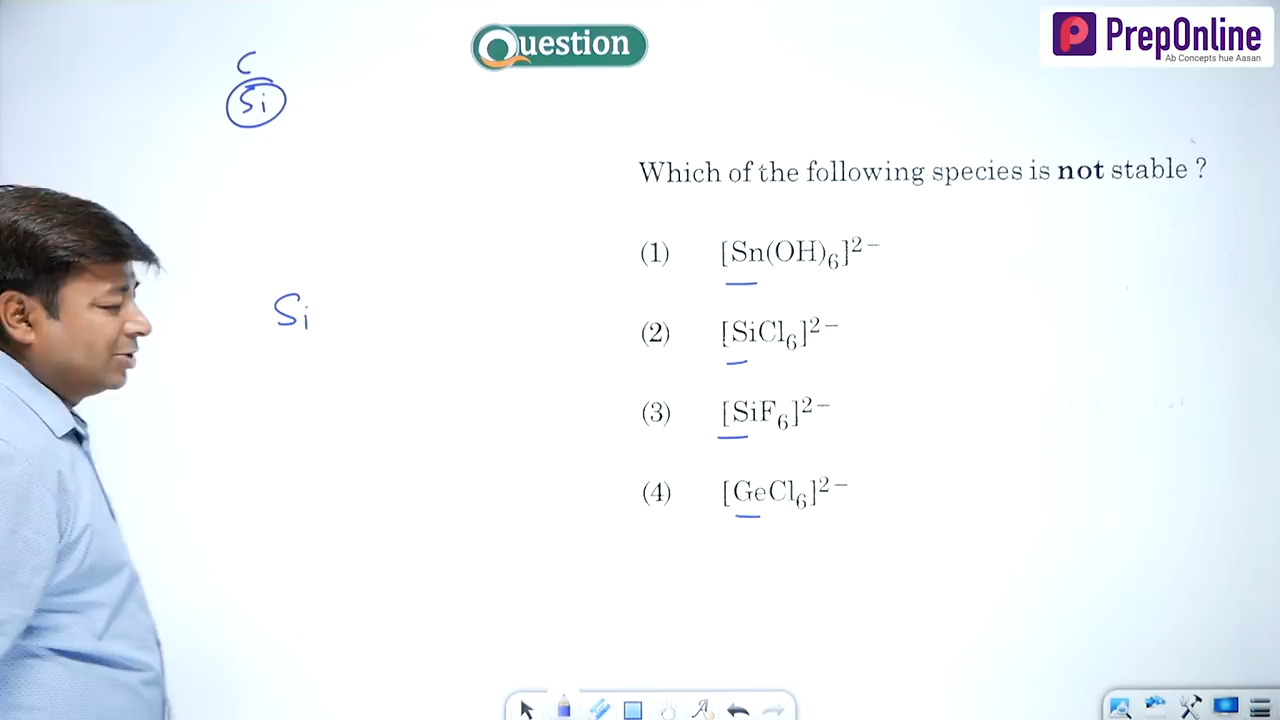 Question
PrepOnline
Ab Concepts hue Aasan
C
Si
Which of the following species is not stable ?
(1) [Sn(OH)₆]²⁻
Si
(2) [SiCl₆]²⁻
(3) [SiF₆]²⁻
(4) [GeCl₆]²⁻